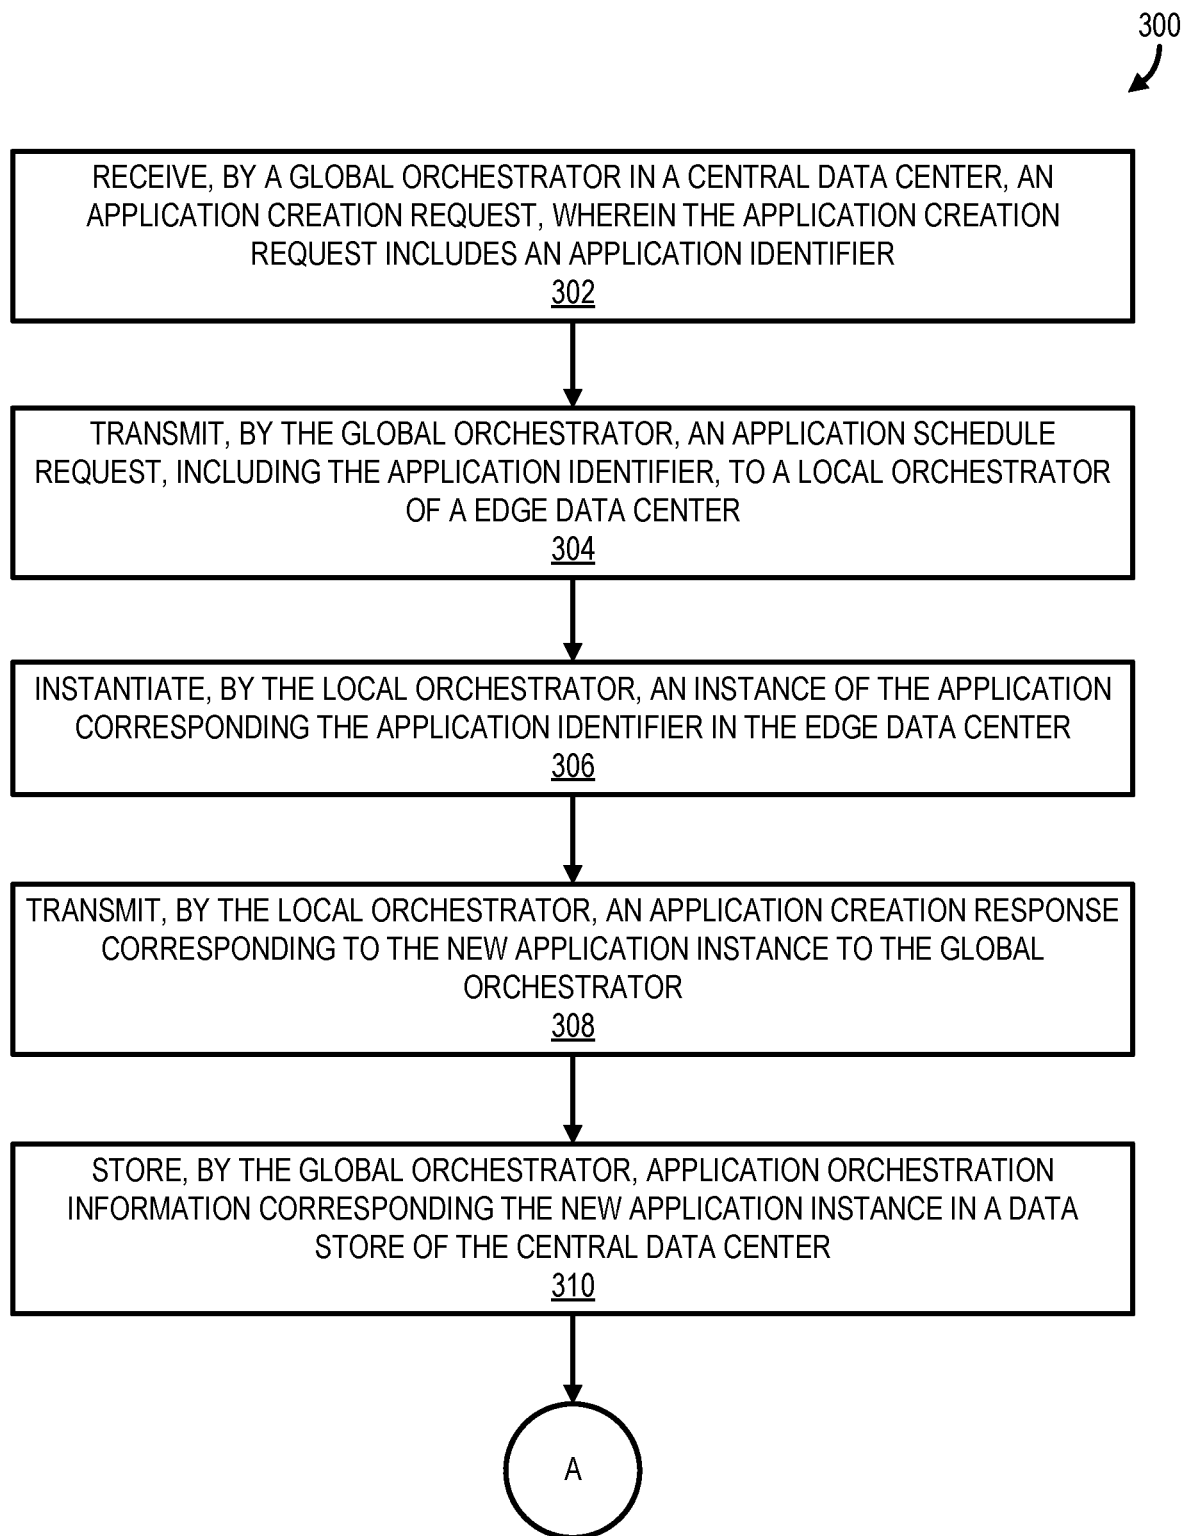 300
RECEIVE, BY A GLOBAL ORCHESTRATOR IN A CENTRAL DATA CENTER, AN
APPLICATION CREATION REQUEST, WHEREIN THE APPLICATION CREATION
REQUEST INCLUDES AN APPLICATION IDENTIFIER
302
TRANSMIT, BY THE GLOBAL ORCHESTRATOR, AN APPLICATION SCHEDULE
REQUEST, INCLUDING THE APPLICATION IDENTIFIER, TO A LOCAL ORCHESTRATOR
OF A EDGE DATA CENTER
304
INSTANTIATE, BY THE LOCAL ORCHESTRATOR, AN INSTANCE OF THE APPLICATION
CORRESPONDING THE APPLICATION IDENTIFIER IN THE EDGE DATA CENTER
306
TRANSMIT, BY THE LOCAL ORCHESTRATOR, AN APPLICATION CREATION RESPONSE
CORRESPONDING TO THE NEW APPLICATION INSTANCE TO THE GLOBAL
ORCHESTRATOR
308
STORE, BY THE GLOBAL ORCHESTRATOR, APPLICATION ORCHESTRATION
INFORMATION CORRESPONDING THE NEW APPLICATION INSTANCE IN A DATA
STORE OF THE CENTRAL DATA CENTER
310
A